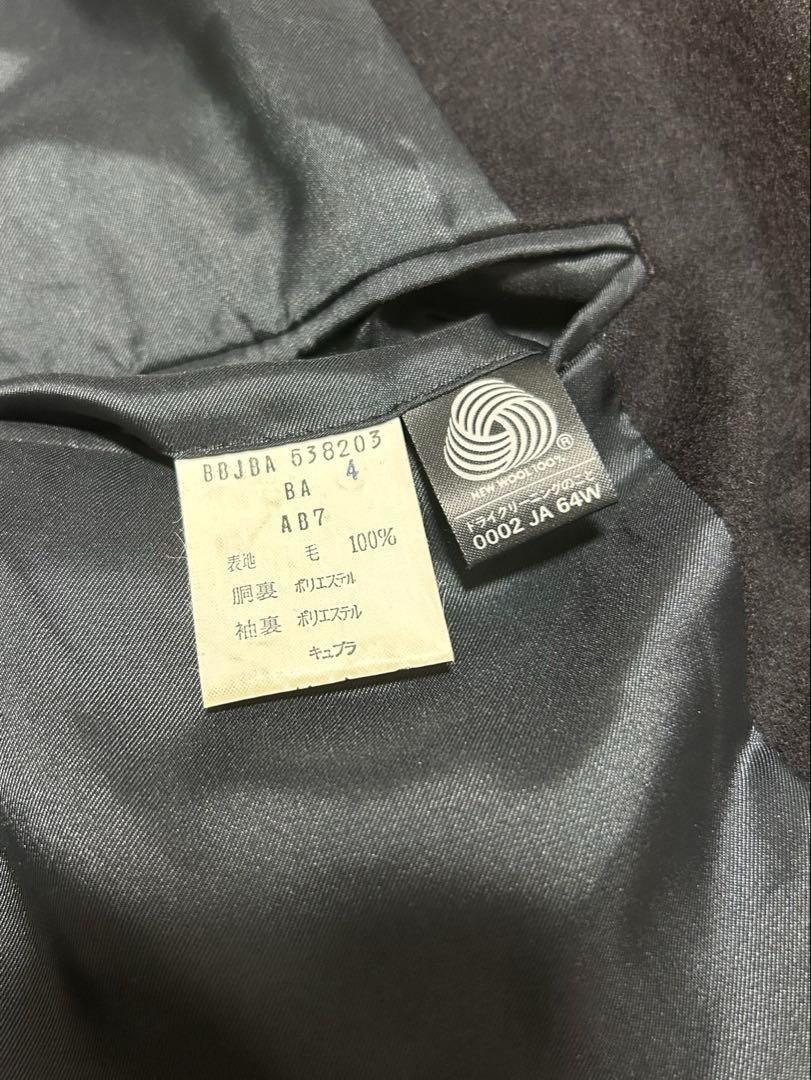 BBJBA 538203
BA 4
AB7
表地 毛 100%
胴裏 ポリエステル
袖裏 ポリエステル
キュプラ
NEW WOOL 100%
®
ドライクリーニングのこと
0002 JA 64W